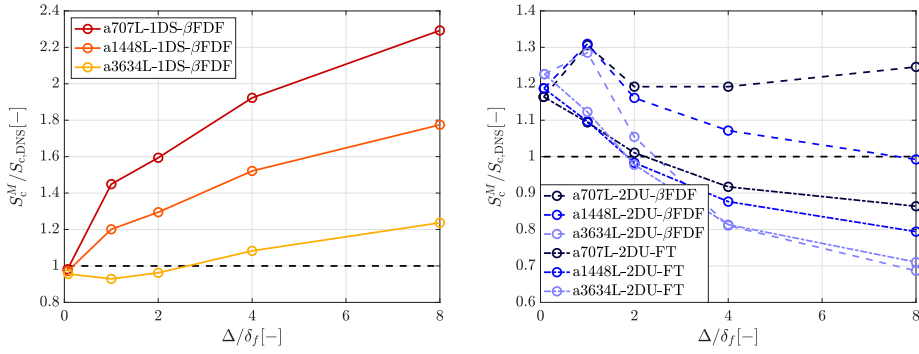 2.4
2.2
2
1.8
1.6
1.4
1.2
1
0.8
0
2
4
6
8
Δ/δ_f[−]
S_c^M/S_c,DNS[−]
a707L-1DS-βFDF
a1448L-1DS-βFDF
a3634L-1DS-βFDF
1.4
1.3
1.2
1.1
1
0.9
0.8
0.7
0.6
0
2
4
6
8
Δ/δ_f[−]
S_c^M/S_c,DNS[−]
a707L-2DU-βFDF
a1448L-2DU-βFDF
a3634L-2DU-βFDF
a707L-2DU-FT
a1448L-2DU-FT
a3634L-2DU-FT